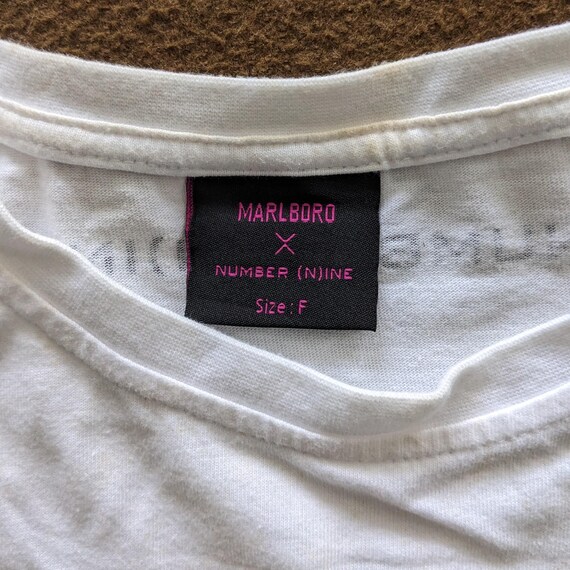 MARLBORO
X
NUMBER (N)INE
Size : F